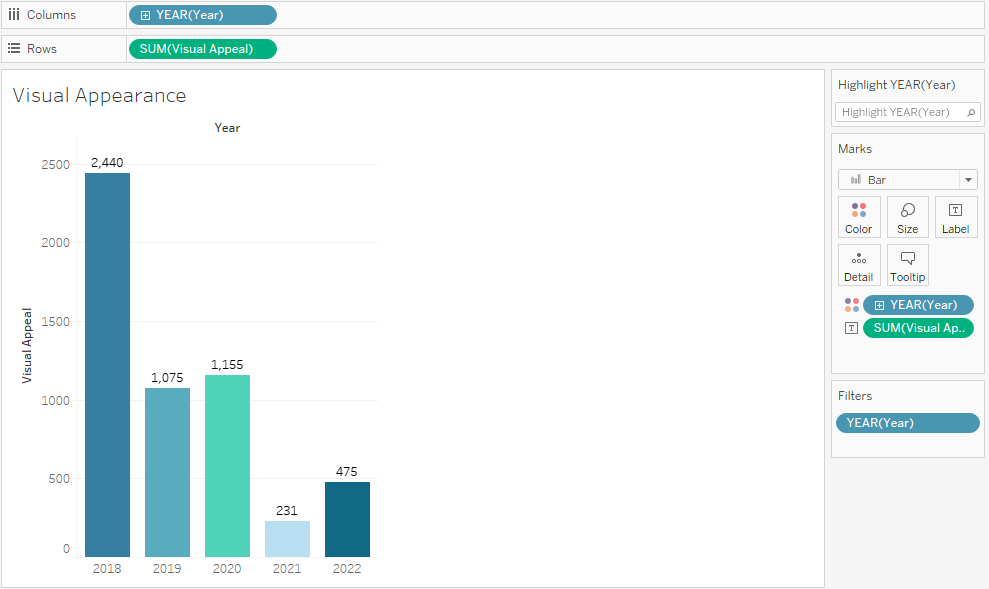 Columns
YEAR(Year)
Rows
SUM(Visual Appeal)
Visual Appearance
Year
Visual Appeal
2500
2000
1500
1000
500
0
2,440
1,075
1,155
231
475
2018 2019 2020 2021 2022
Highlight YEAR(Year)
Highlight YEAR(Year)
Marks
Bar
Color Size T Label
Detail Tooltip
YEAR(Year)
T SUM(Visual Ap..
Filters
YEAR(Year)